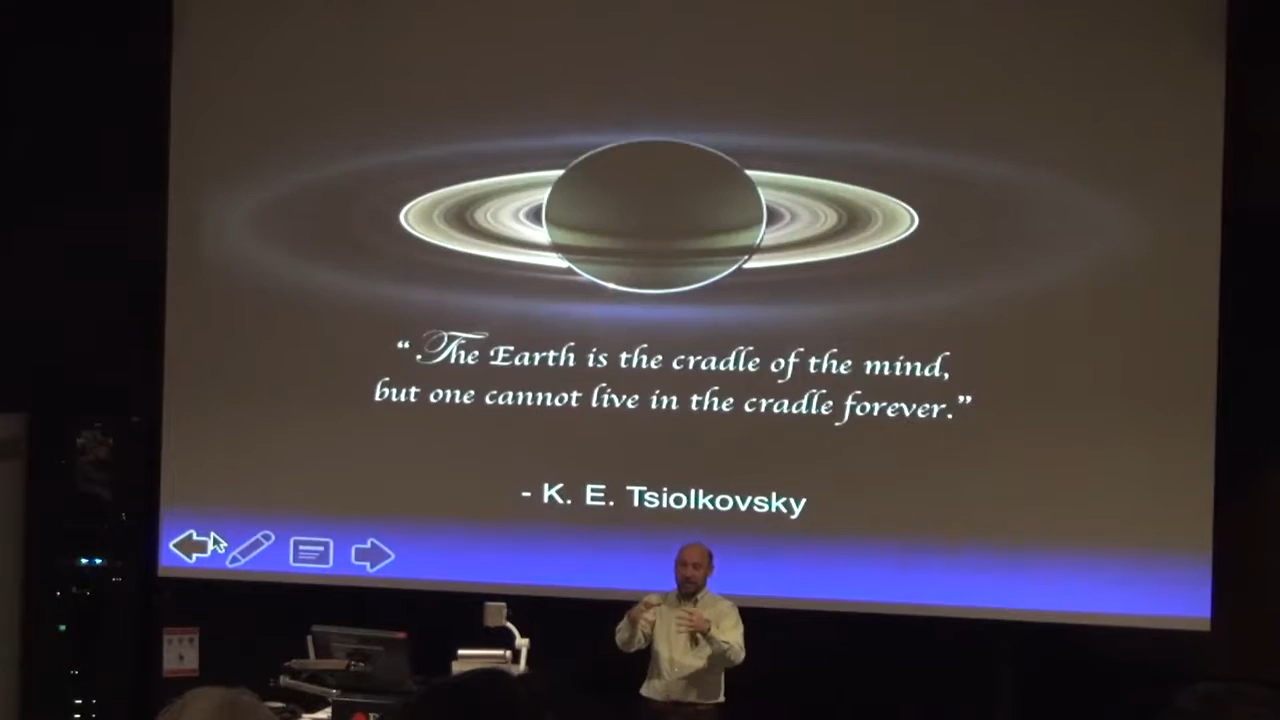 “The Earth is the cradle of the mind,
but one cannot live in the cradle forever.”
- K. E. Tsiolkovsky